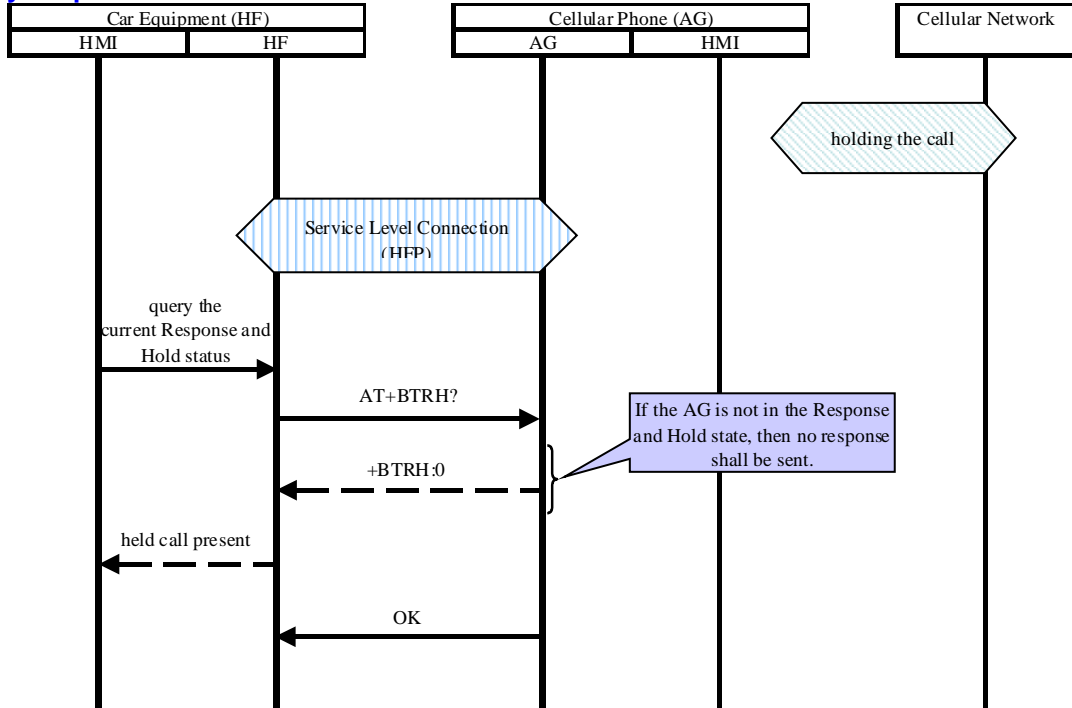 Car Equipment (HF)
Cellular Phone (AG)
Cellular Network
HMI
HF
AG
HMI
holding the call
Service Level Connection
(HFP)
query the
current Response and
Hold status
AT+BTRH?
If the AG is not in the Response
and Hold state, then no response
shall be sent.
+BTRH:0
held call present
OK